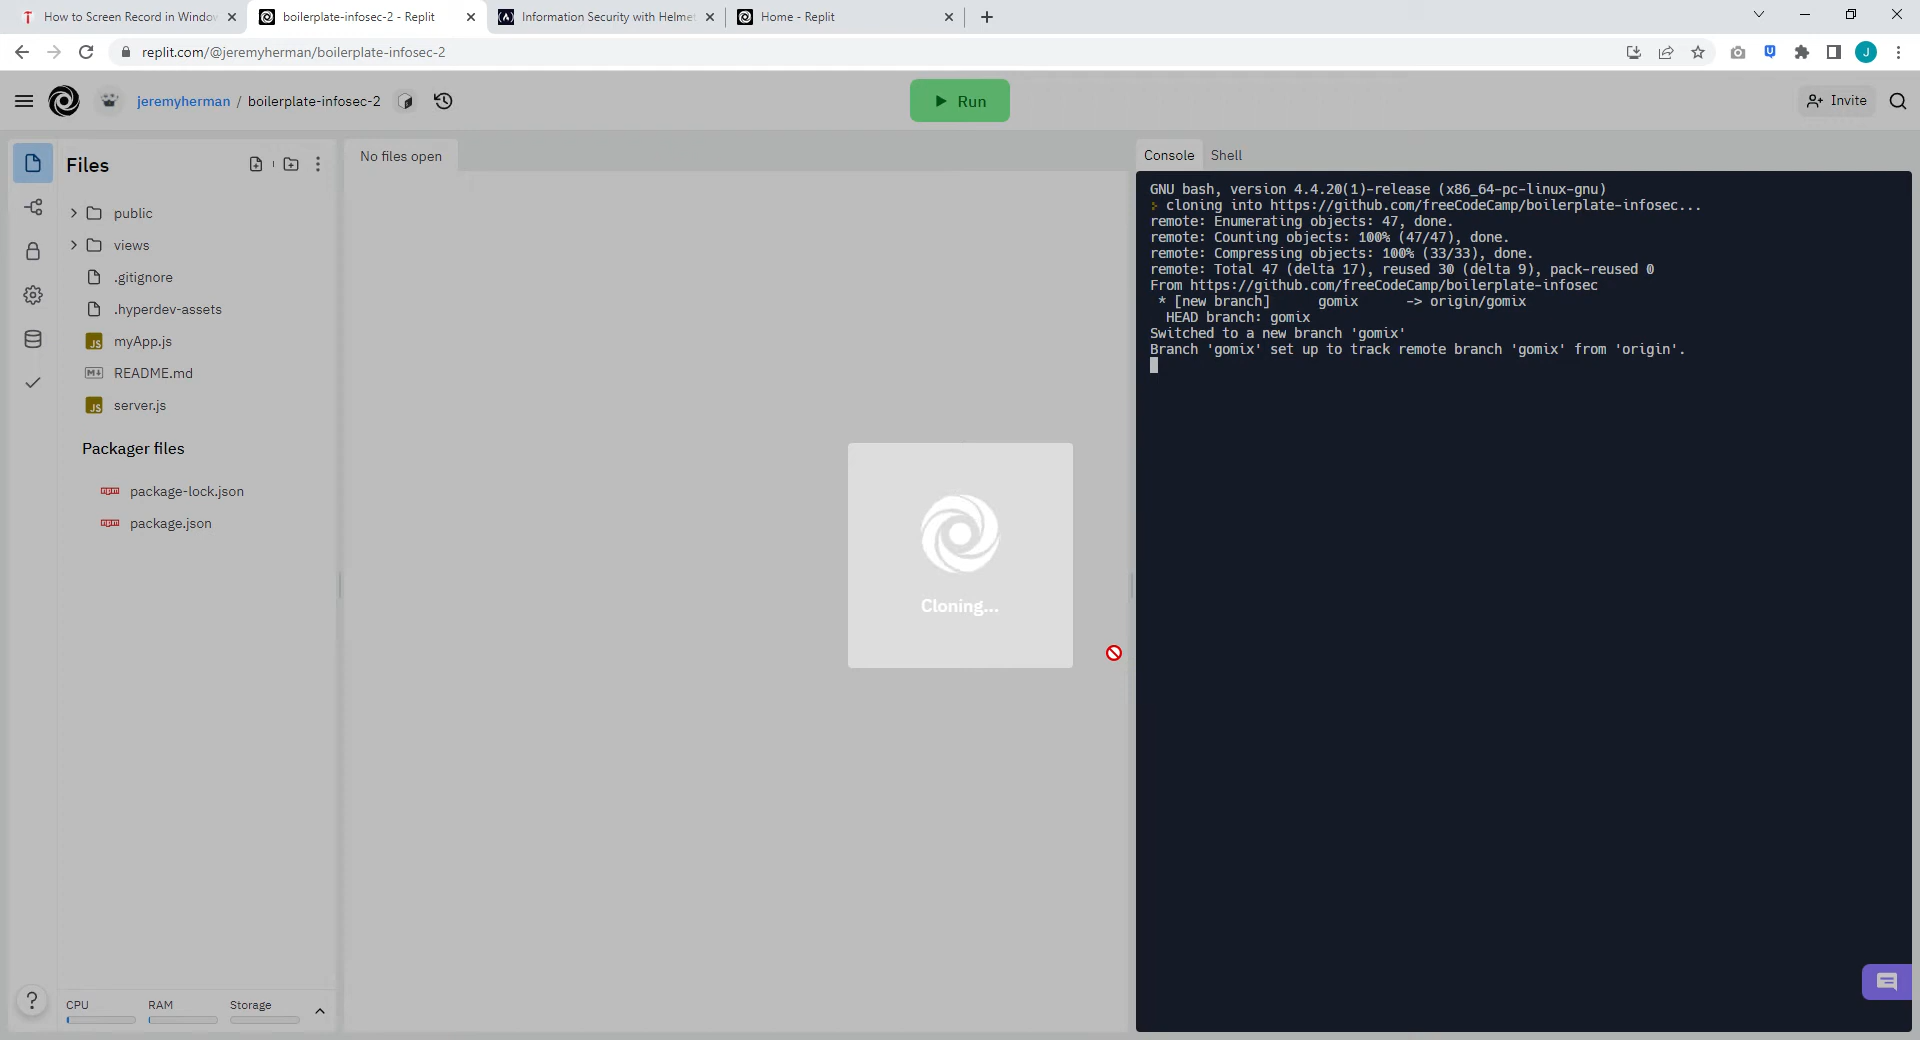 How to Screen Record in Windo
boilerplate-infosec-2 - Replit
Information Security with Helme
Home - Replit
replit.com/@jeremyherman/boilerplate-infosec-2
J
jeremyherman / boilerplate-infosec-2
Run
Invite
Files
No files open
Console
Shell
public
views
.gitignore
.hyperdev-assets
JS myApp.js
M README.md
JS server.js
Packager files
npm package-lock.json
npm package.json
GNU bash, version 4.4.20(1)-release (x86_64-pc-linux-gnu)
cloning into https://github.com/freeCodeCamp/boilerplate-infosec...
remote: Enumerating objects: 47, done.
remote: Counting objects: 100% (47/47), done.
remote: Compressing objects: 100% (33/33), done.
remote: Total 47 (delta 17), reused 30 (delta 9), pack-reused 0
From https://github.com/freeCodeCamp/boilerplate-infosec
* [new branch]      gomix      -> origin/gomix
HEAD branch: gomix
Switched to a new branch 'gomix'
Branch 'gomix' set up to track remote branch 'gomix' from 'origin'.
Cloning...
?
CPU
RAM
Storage